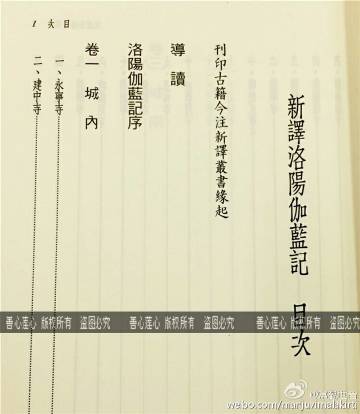 新譯洛陽伽藍記　目次
刊印古籍今注新譯叢書緣起
導讀
洛陽伽藍記序
卷一　城內
一、永寧寺
二、建中寺
1　次目
善心莲心 版权所有 盗图必究 善心莲心 版权所有 盗图必究 善心莲心 版权所有 盗图必究
weibo.com/manjuvimalakirti